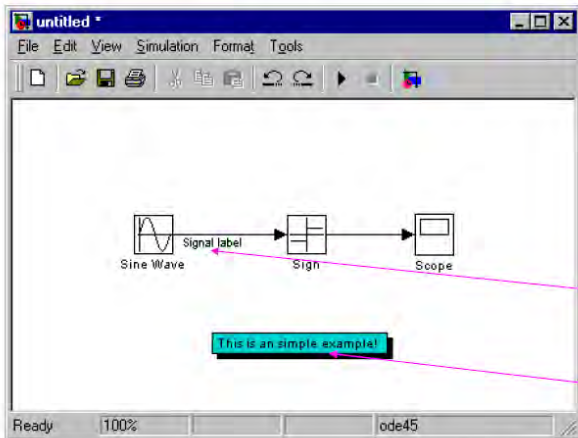 untitled *
File Edit View Simulation Format Tools
Signal label
Sine Wave Sign Scope
This is an simple example!
Ready 100% ode45